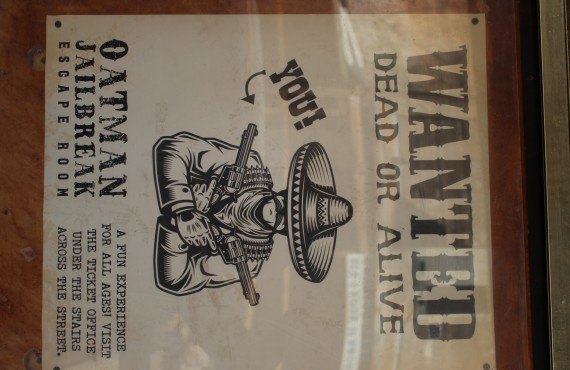 WANTED
DEAD OR ALIVE
YOU!
OATMAN
JAILBREAK
ESCAPE ROOM
A FUN EXPERIENCE
FOR ALL AGES! VISIT
THE TICKET OFFICE
UNDER THE STAIRS
ACROSS THE STREET.